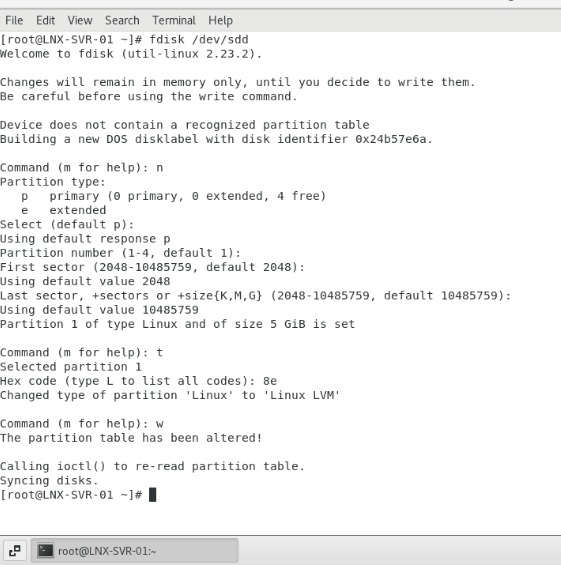 File Edit View Search Terminal Help
[root@LNX-SVR-01 ~]# fdisk /dev/sdd
Welcome to fdisk (util-linux 2.23.2).
Changes will remain in memory only, until you decide to write them.
Be careful before using the write command.
Device does not contain a recognized partition table
Building a new DOS disklabel with disk identifier 0x24b57e6a.
Command (m for help): n
Partition type:
   p   primary (0 primary, 0 extended, 4 free)
   e   extended
Select (default p):
Using default response p
Partition number (1-4, default 1):
First sector (2048-10485759, default 2048):
Using default value 2048
Last sector, +sectors or +size{K,M,G} (2048-10485759, default 10485759):
Using default value 10485759
Partition 1 of type Linux and of size 5 GiB is set
Command (m for help): t
Selected partition 1
Hex code (type L to list all codes): 8e
Changed type of partition 'Linux' to 'Linux LVM'
Command (m for help): w
The partition table has been altered!
Calling ioctl() to re-read partition table.
Syncing disks.
[root@LNX-SVR-01 ~]#
root@LNX-SVR-01:~